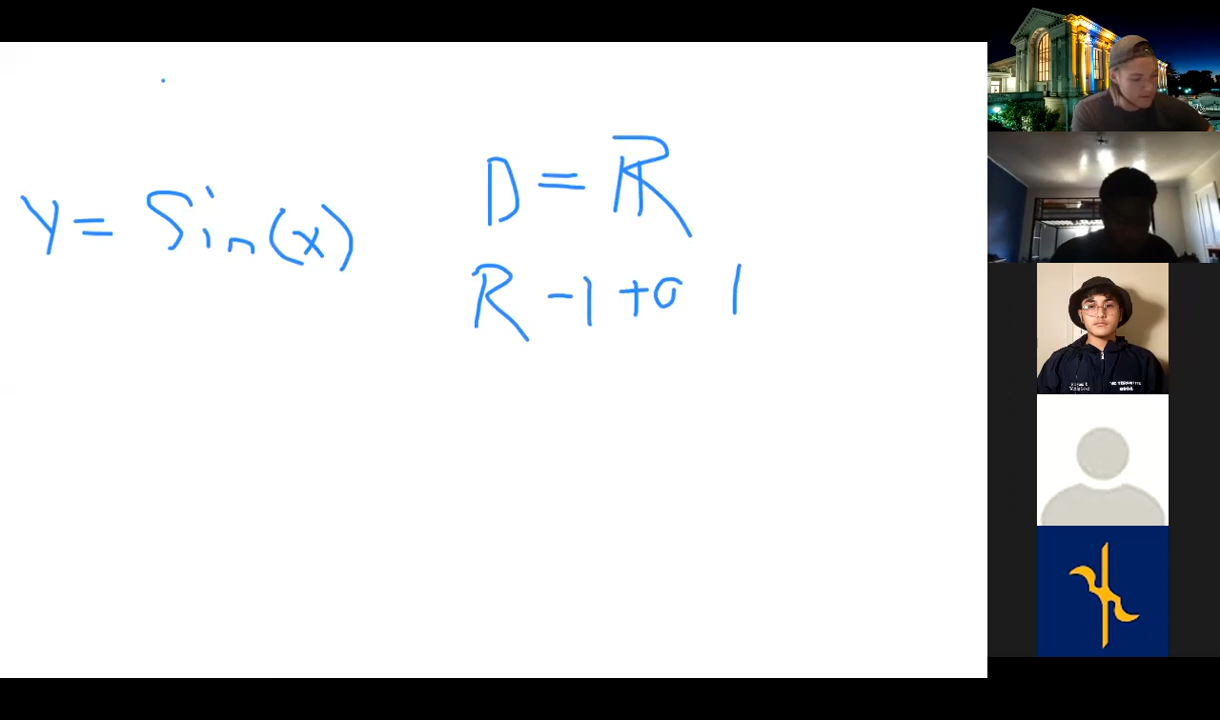 y = Sin(x)
D = ℝ
R -1 to 1